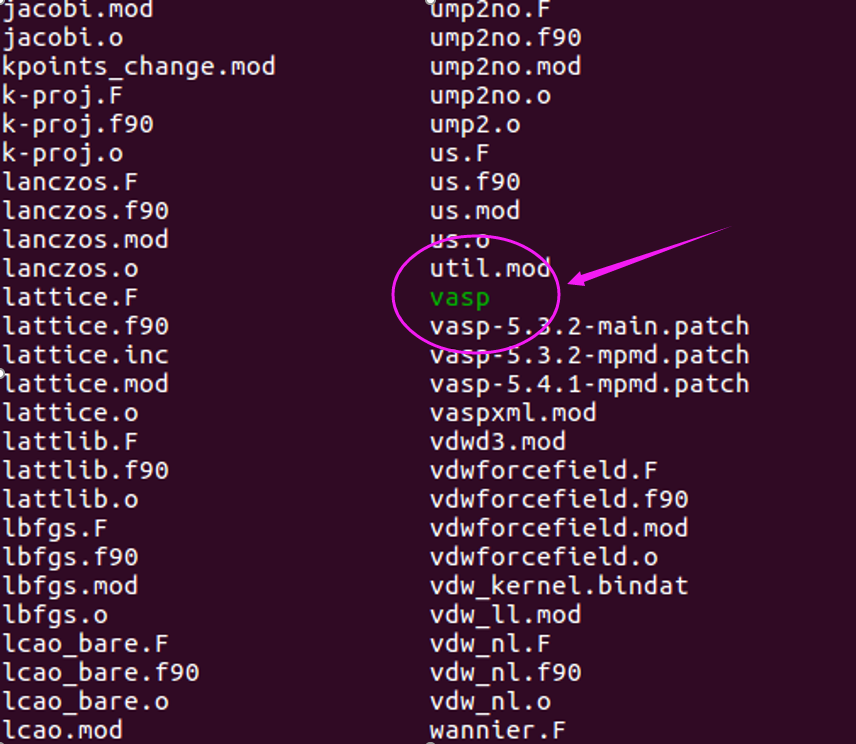 jacobi.mod
jacobi.o
kpoints_change.mod
k-proj.F
k-proj.f90
k-proj.o
lanczos.F
lanczos.f90
lanczos.mod
lanczos.o
lattice.F
lattice.f90
lattice.inc
lattice.mod
lattice.o
lattlib.F
lattlib.f90
lattlib.o
lbfgs.F
lbfgs.f90
lbfgs.mod
lbfgs.o
lcao_bare.F
lcao_bare.f90
lcao_bare.o
lcao.mod
ump2no.F
ump2no.f90
ump2no.mod
ump2no.o
ump2.o
us.F
us.f90
us.mod
us.o
util.mod
vasp
vasp-5.3.2-main.patch
vasp-5.3.2-mpmd.patch
vasp-5.4.1-mpmd.patch
vaspxml.mod
vdwd3.mod
vdwforcefield.F
vdwforcefield.f90
vdwforcefield.mod
vdwforcefield.o
vdw_kernel.bindat
vdw_ll.mod
vdw_nl.F
vdw_nl.f90
vdw_nl.o
wannier.F